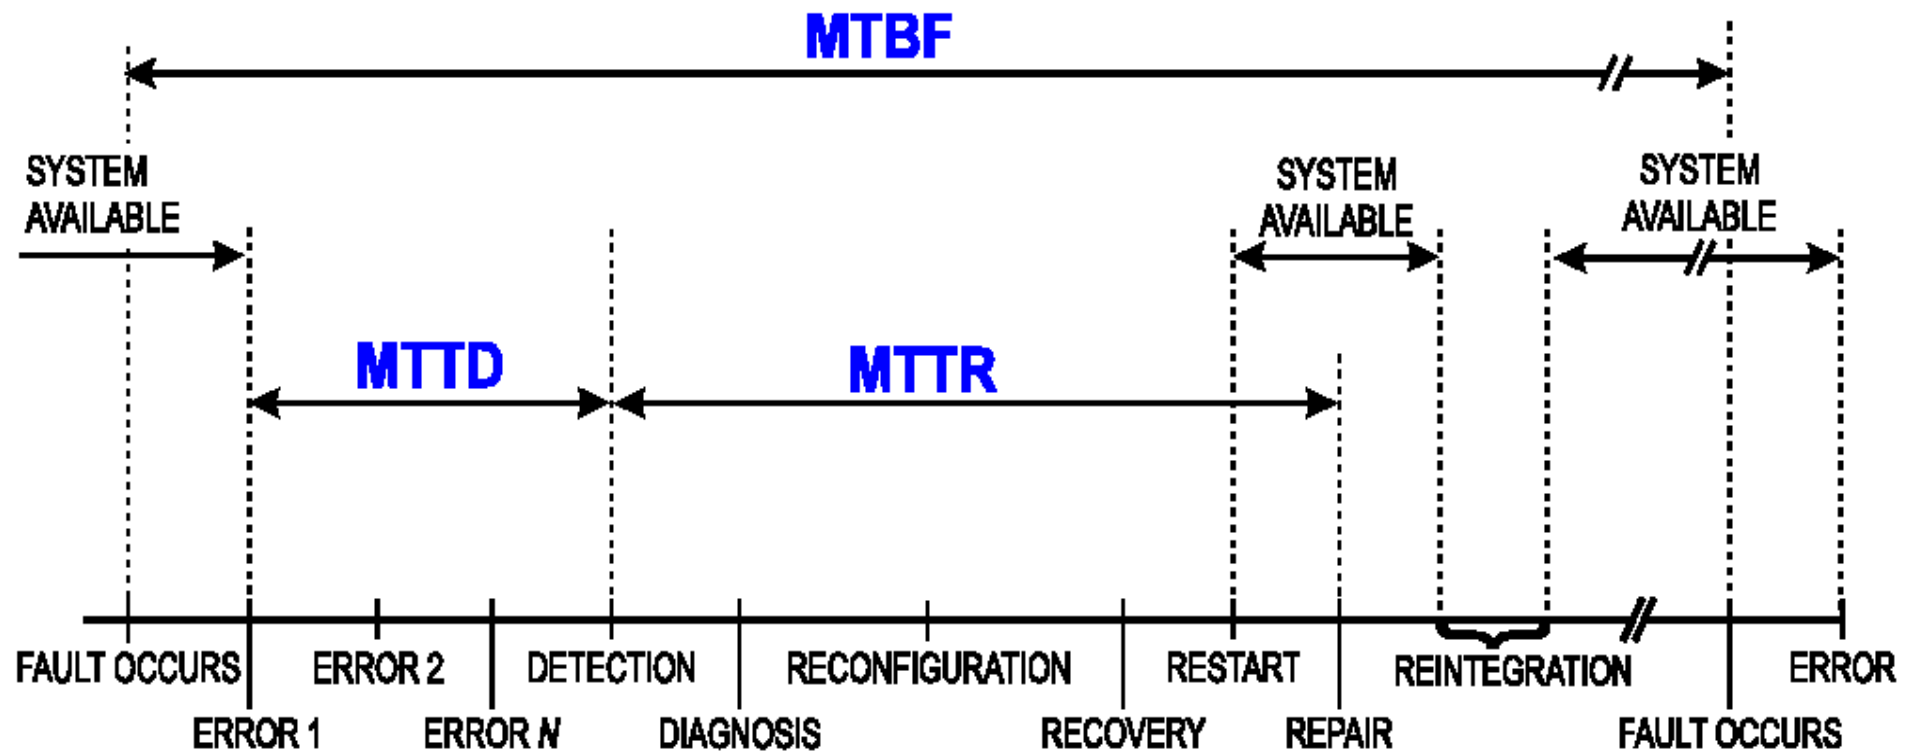 MTBF
SYSTEM
AVAILABLE
SYSTEM
AVAILABLE
SYSTEM
AVAILABLE
MTTD
MTTR
FAULT OCCURS
ERROR 2
DETECTION
RECONFIGURATION
RESTART
REINTEGRATION
ERROR
ERROR 1
ERROR N
DIAGNOSIS
RECOVERY
REPAIR
FAULT OCCURS